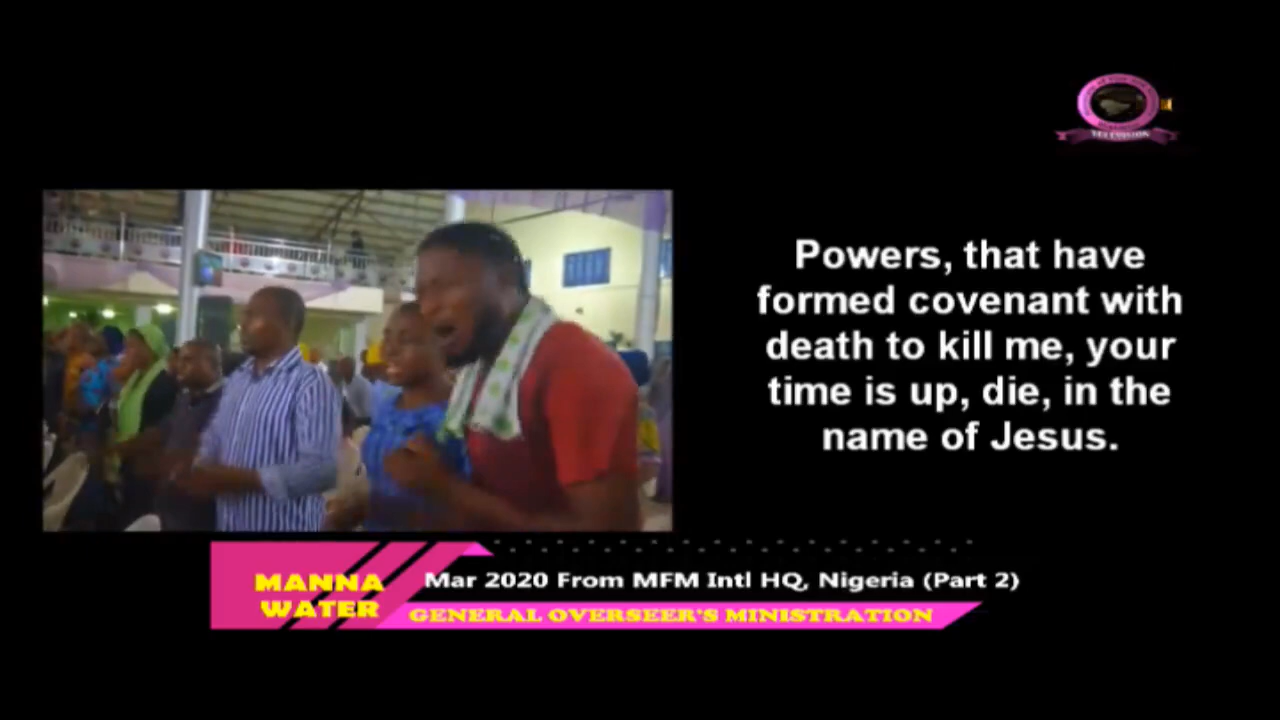 TELEVISION
Powers, that have
formed covenant with
death to kill me, your
time is up, die, in the
name of Jesus.
MANNA
WATER
Mar 2020 From MFM Intl HQ, Nigeria (Part 2)
GENERAL OVERSEER'S MINISTRATION